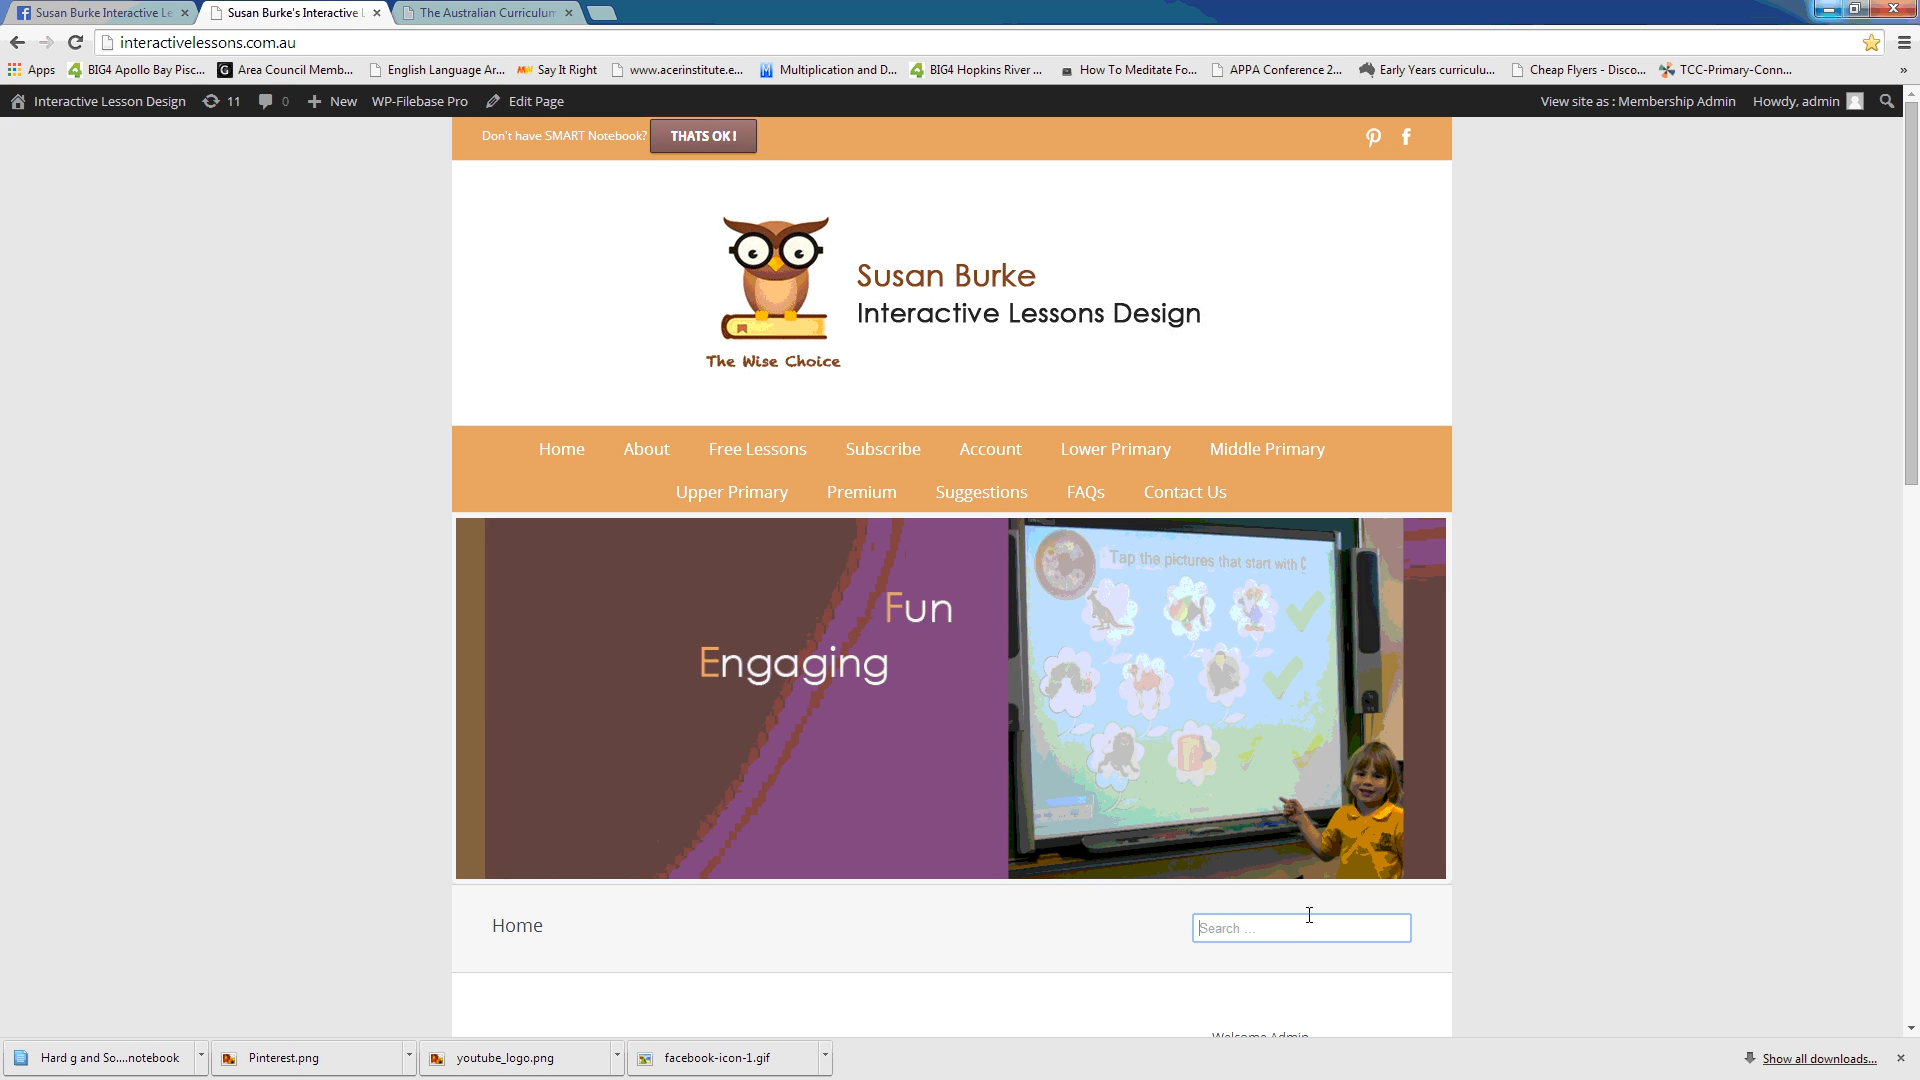 Susan Burke Interactive Le
Susan Burke's Interactive L
The Australian Curriculum
interactivelessons.com.au
Apps
BIG4 Apollo Bay Pisc...
Area Council Memb...
English Language Ar...
Say It Right
www.acerinstitute.e...
Multiplication and D...
BIG4 Hopkins River ...
How To Meditate Fo...
APPA Conference 2...
Early Years curriculu...
Cheap Flyers - Disco...
TCC-Primary-Conn...
»
Interactive Lesson Design
11
0
New
WP-Filebase Pro
Edit Page
View site as : Membership Admin
Howdy, admin
Don't have SMART Notebook?
THATS OK !
Susan Burke
Interactive Lessons Design
The Wise Choice
Home
About
Free Lessons
Subscribe
Account
Lower Primary
Middle Primary
Upper Primary
Premium
Suggestions
FAQs
Contact Us
Tap the pictures that start with C
Fun
Engaging
Home
Search ...
Welcome Admin
Hard g and So....notebook
Pinterest.png
youtube_logo.png
facebook-icon-1.gif
Show all downloads...